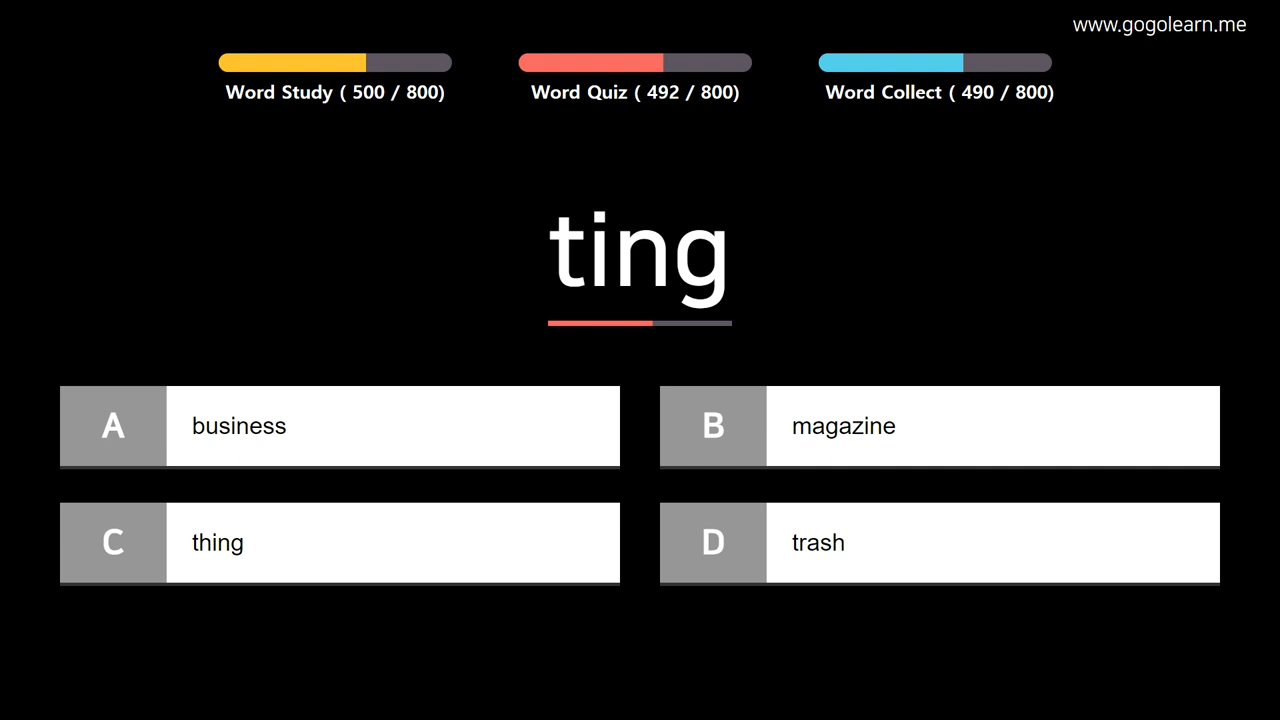 www.gogolearn.me
Word Study ( 500 / 800)
Word Quiz ( 492 / 800)
Word Collect ( 490 / 800)
ting
A business
B magazine
C thing
D trash